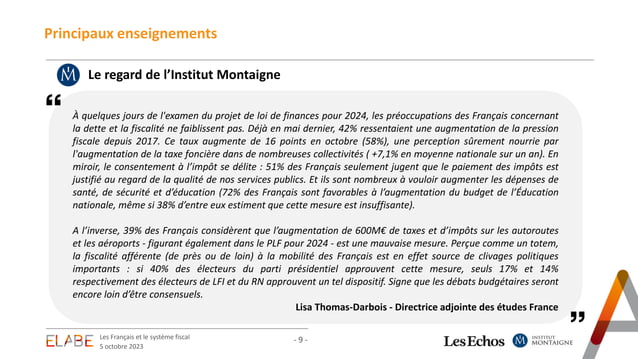 Principaux enseignements
Le regard de l’Institut Montaigne
“
À quelques jours de l'examen du projet de loi de finances pour 2024, les préoccupations des Français concernant
la dette et la fiscalité ne faiblissent pas. Déjà en mai dernier, 42% ressentaient une augmentation de la pression
fiscale depuis 2017. Ce taux augmente de 16 points en octobre (58%), une perception sûrement nourrie par
l'augmentation de la taxe foncière dans de nombreuses collectivités ( +7,1% en moyenne nationale sur un an). En
miroir, le consentement à l’impôt se délite : 51% des Français seulement jugent que le paiement des impôts est
justifié au regard de la qualité de nos services publics. Et ils sont nombreux à vouloir augmenter les dépenses de
santé, de sécurité et d’éducation (72% des Français sont favorables à l’augmentation du budget de l’Éducation
nationale, même si 38% d’entre eux estiment que cette mesure est insuffisante).
A l’inverse, 39% des Français considèrent que l’augmentation de 600M€ de taxes et d’impôts sur les autoroutes
et les aéroports - figurant également dans le PLF pour 2024 - est une mauvaise mesure. Perçue comme un totem,
la fiscalité afférente (de près ou de loin) à la mobilité des Français est en effet source de clivages politiques
importants : si 40% des électeurs du parti présidentiel approuvent cette mesure, seuls 17% et 14%
respectivement des électeurs de LFI et du RN approuvent un tel dispositif. Signe que les débats budgétaires seront
encore loin d’être consensuels.
Lisa Thomas-Darbois - Directrice adjointe des études France
”
ELABE
Les Français et le système fiscal
5 octobre 2023
- 9 -
Les Echos
INSTITUT
MONTAIGNE